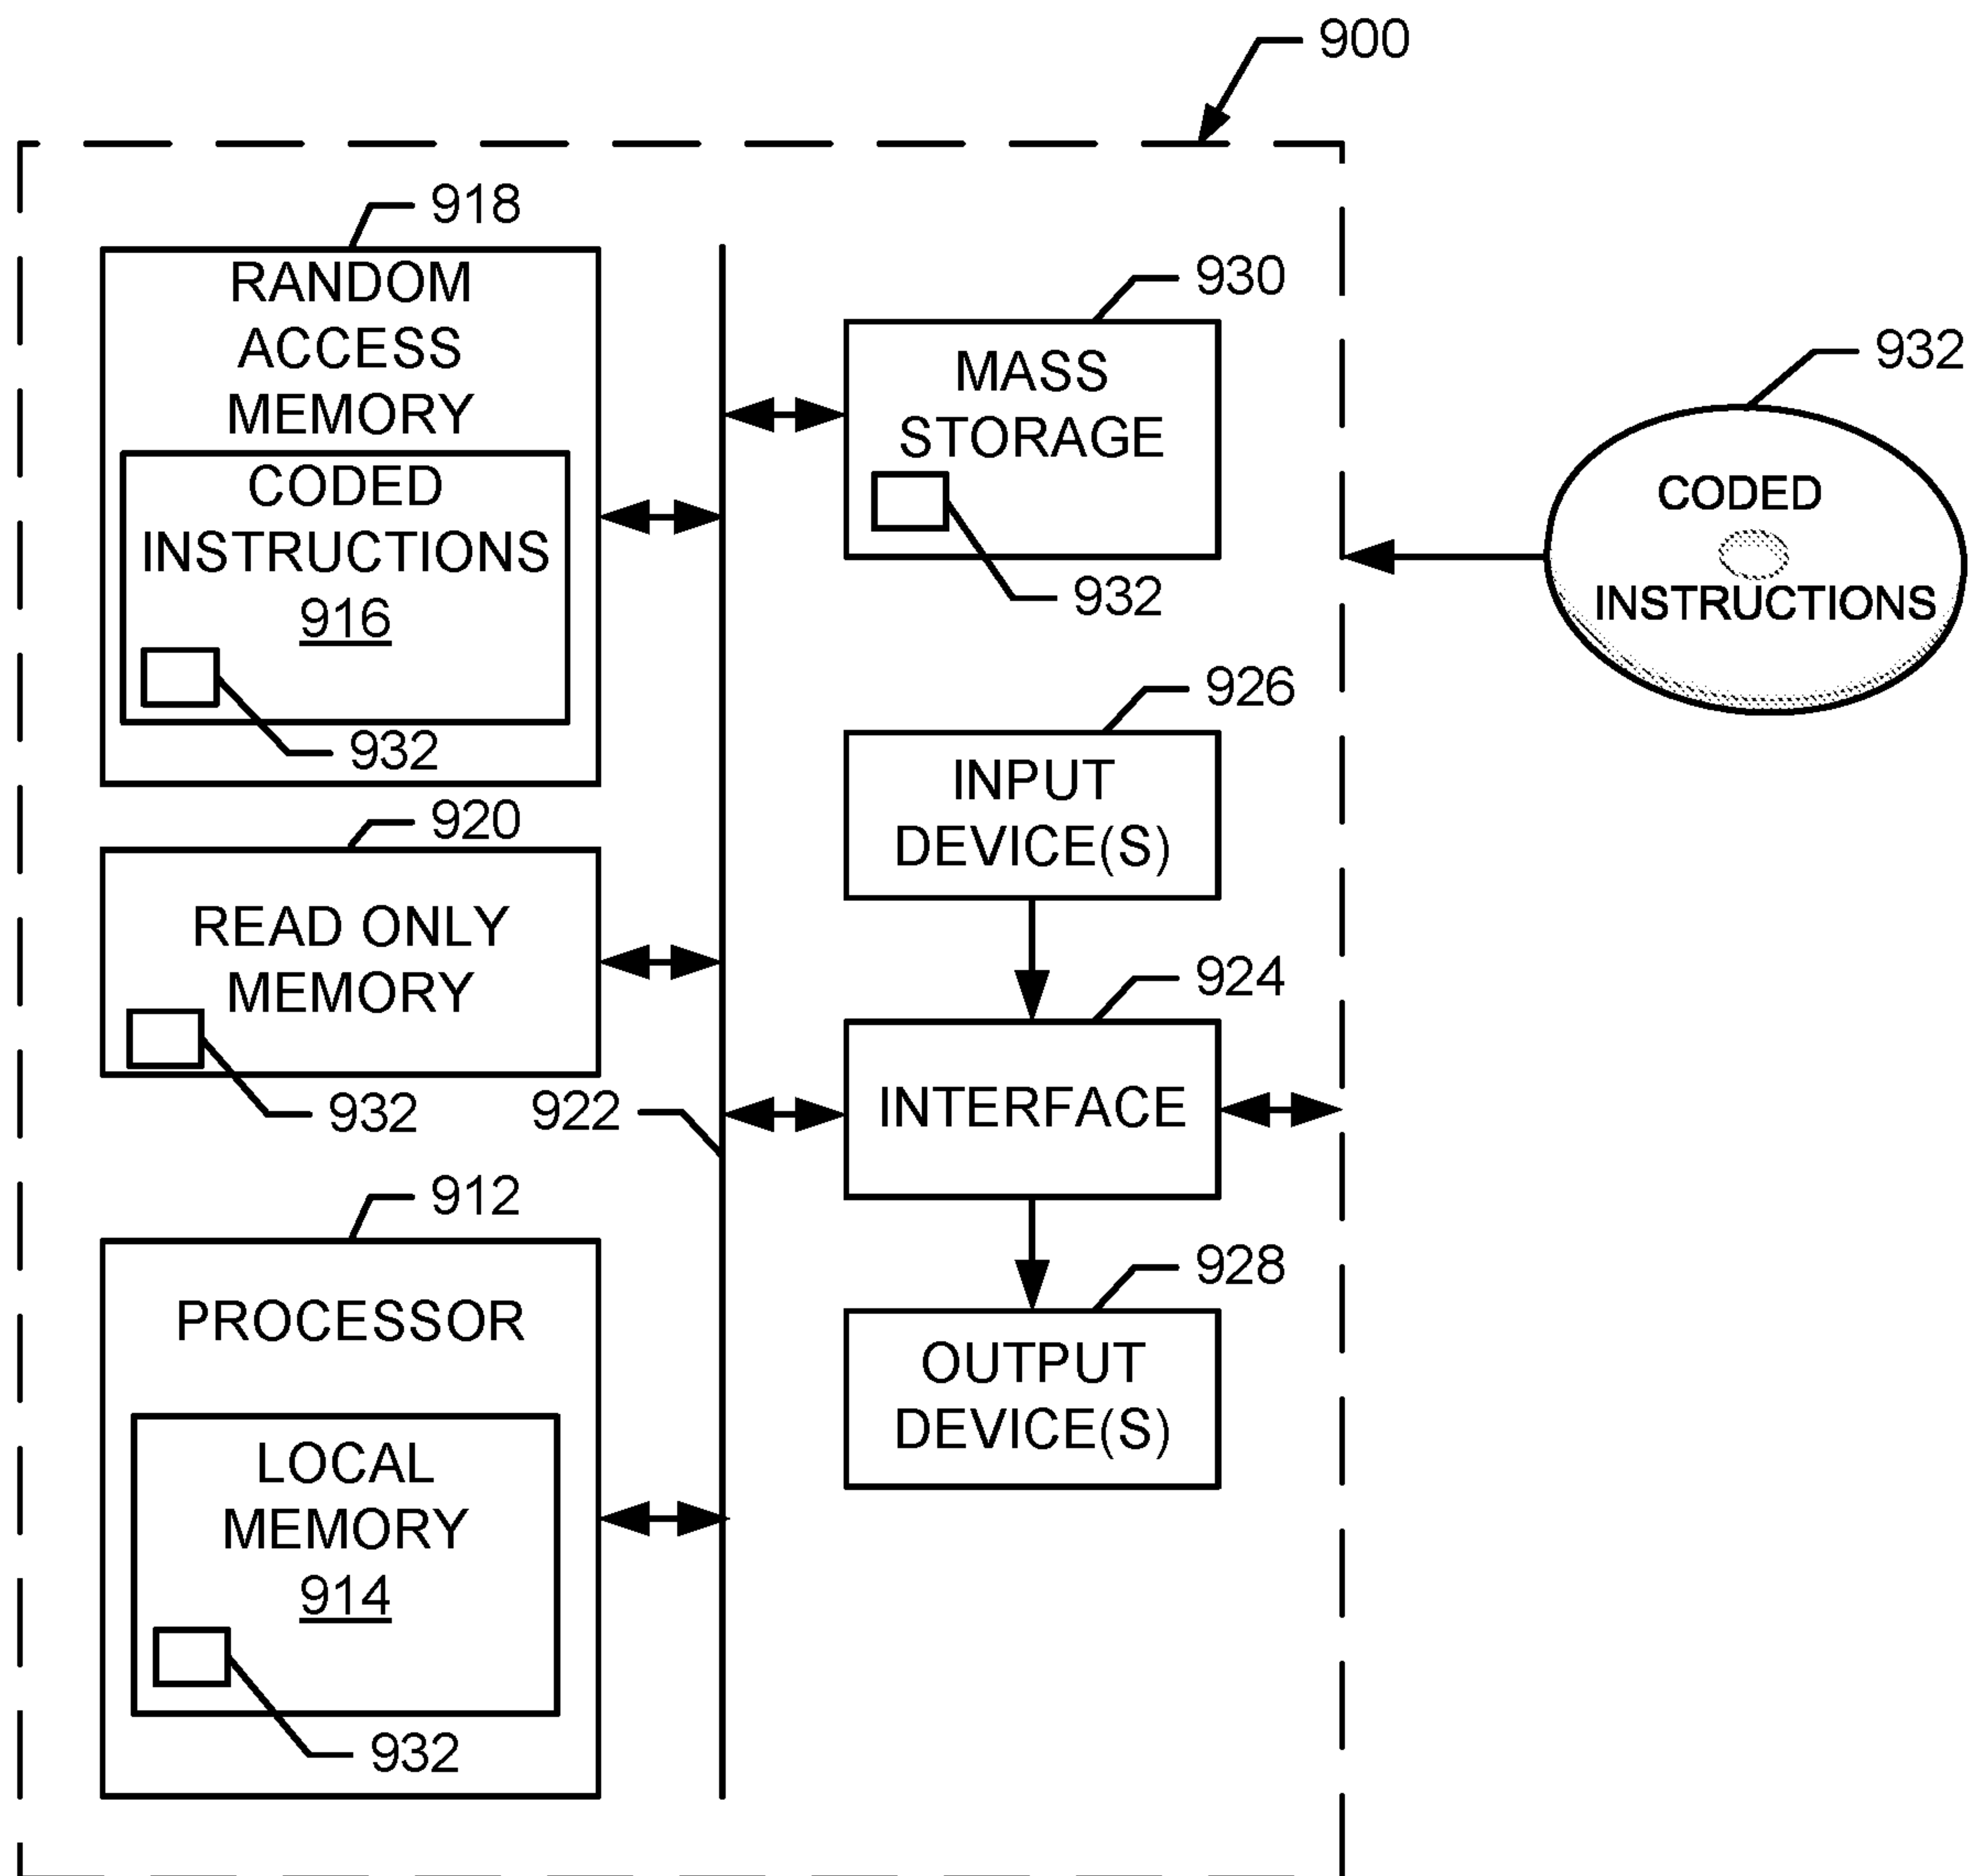 900
918
RANDOM
ACCESS
MEMORY
CODED
INSTRUCTIONS
916
932
920
READ ONLY
MEMORY
932
922
912
PROCESSOR
LOCAL
MEMORY
914
932
930
MASS
STORAGE
932
926
INPUT
DEVICE(S)
924
INTERFACE
928
OUTPUT
DEVICE(S)
932
CODED
INSTRUCTIONS